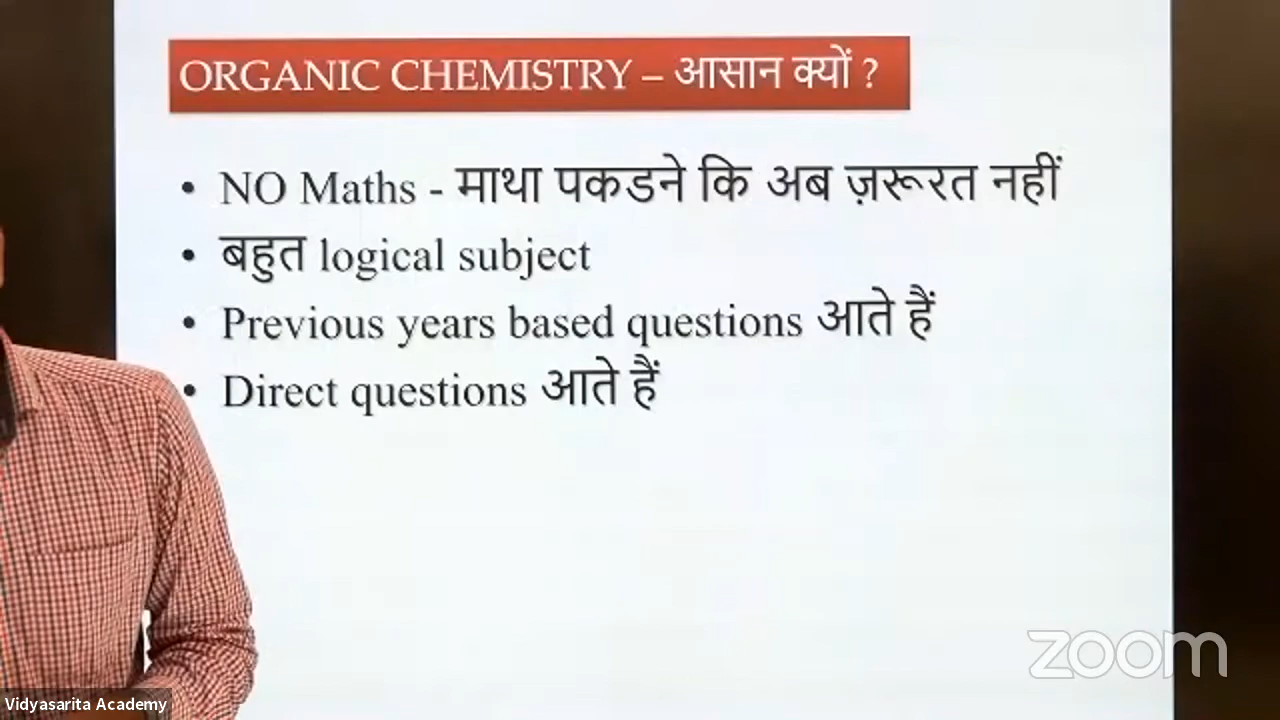 ORGANIC CHEMISTRY – आसान क्यों ?
• NO Maths - माथा पकडने कि अब ज़रूरत नहीं
• बहुत logical subject
• Previous years based questions आते हैं
• Direct questions आते हैं
zoom
Vidyasarita Academy